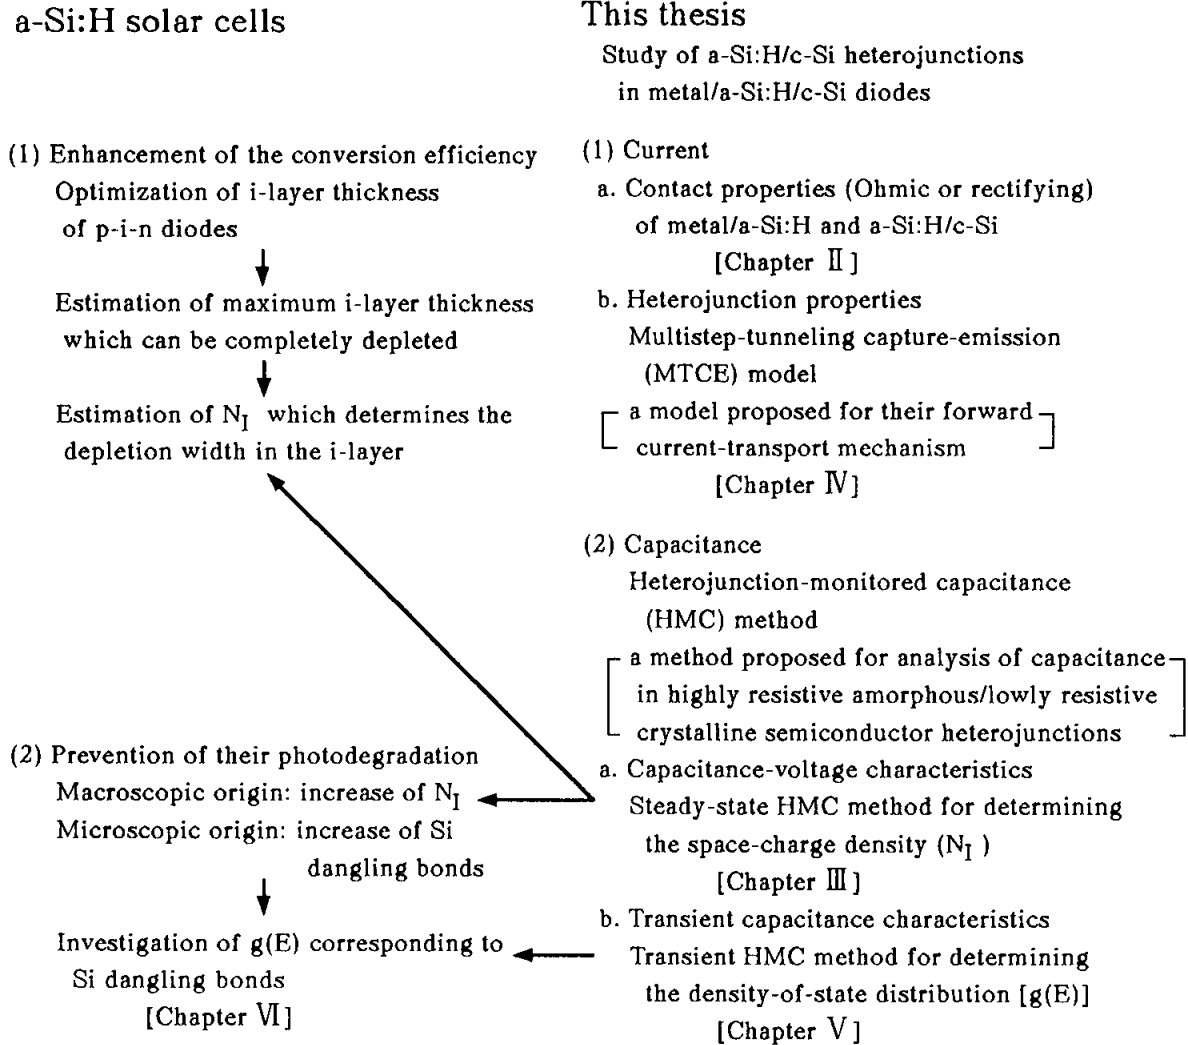 a-Si:H solar cells
(1) Enhancement of the conversion efficiency
Optimization of i-layer thickness
of p-i-n diodes
Estimation of maximum i-layer thickness
which can be completely depleted
Estimation of N_I which determines the
depletion width in the i-layer
(2) Prevention of their photodegradation
Macroscopic origin: increase of N_I
Microscopic origin: increase of Si
dangling bonds
Investigation of g(E) corresponding to
Si dangling bonds
[Chapter Ⅵ]
This thesis
Study of a-Si:H/c-Si heterojunctions
in metal/a-Si:H/c-Si diodes
(1) Current
a. Contact properties (Ohmic or rectifying)
of metal/a-Si:H and a-Si:H/c-Si
[Chapter Ⅱ]
b. Heterojunction properties
Multistep-tunneling capture-emission
(MTCE) model
a model proposed for their forward
current-transport mechanism
[Chapter Ⅳ]
(2) Capacitance
Heterojunction-monitored capacitance
(HMC) method
a method proposed for analysis of capacitance
in highly resistive amorphous/lowly resistive
crystalline semiconductor heterojunctions
a. Capacitance-voltage characteristics
Steady-state HMC method for determining
the space-charge density (N_I )
[Chapter Ⅲ]
b. Transient capacitance characteristics
Transient HMC method for determining
the density-of-state distribution [g(E)]
[Chapter Ⅴ]